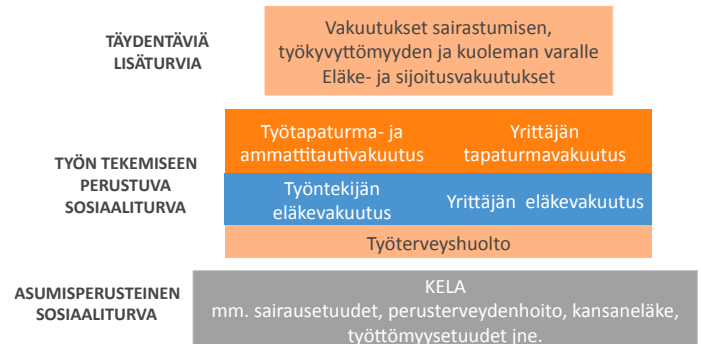 TÄYDENTÄVIÄ
LISÄTURVIA
Vakuutukset sairastumisen,
työkyvyttömyyden ja kuoleman varalle
Eläke- ja sijoitusvakuutukset
TYÖN TEKEMISEEN
PERUSTUVA
SOSIAALITURVA
Työtapaturma- ja
ammattitautivakuutus
Yrittäjän
tapaturmavakuutus
Työntekijän
eläkevakuutus
Yrittäjän eläkevakuutus
Työterveyshuolto
ASUMISPERUSTEINEN
SOSIAALITURVA
KELA
mm. sairausetuudet, perusterveydenhoito, kansaneläke,
työttömyysetuudet jne.